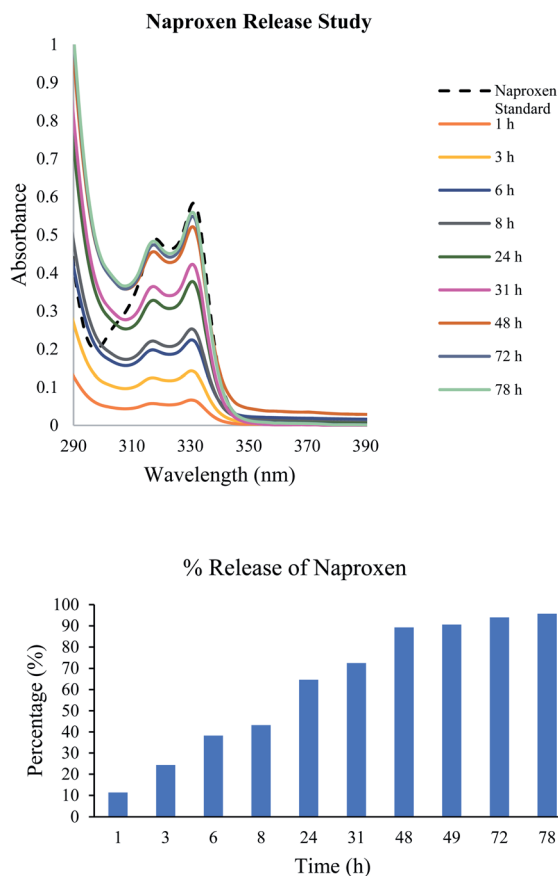 Naproxen Release Study
1
0.9
0.8
0.7
0.6
0.5
0.4
0.3
0.2
0.1
0
Absorbance
290 300 310 330 350 370 390
Wavelength (nm)
Naproxen
Standard
1 h
3 h
6 h
8 h
24 h
31 h
48 h
72 h
78 h
% Release of Naproxen
100
90
80
70
60
50
40
30
20
10
0
Percentage (%)
1 3 6 8 24 31 48 49 72 78
Time (h)